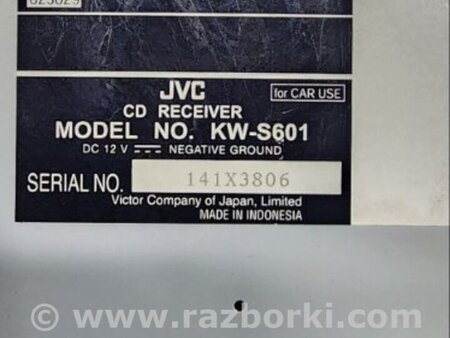 JVC
for CAR USE
CD RECEIVER
MODEL NO. KW-S601
DC 12 V NEGATIVE GROUND
SERIAL NO. 141X3806
Victor Company of Japan, Limited
MADE IN INDONESIA
© www.razborki.com